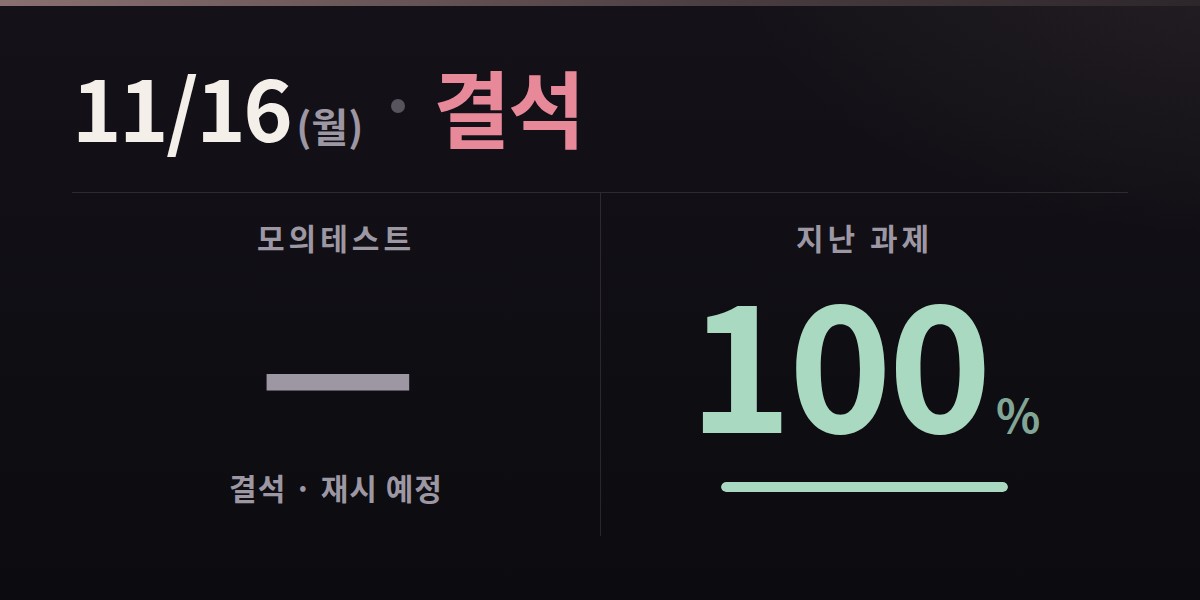 11/16(월) · 결석
모의테스트
지난 과제
—
100%
결석 · 재시 예정